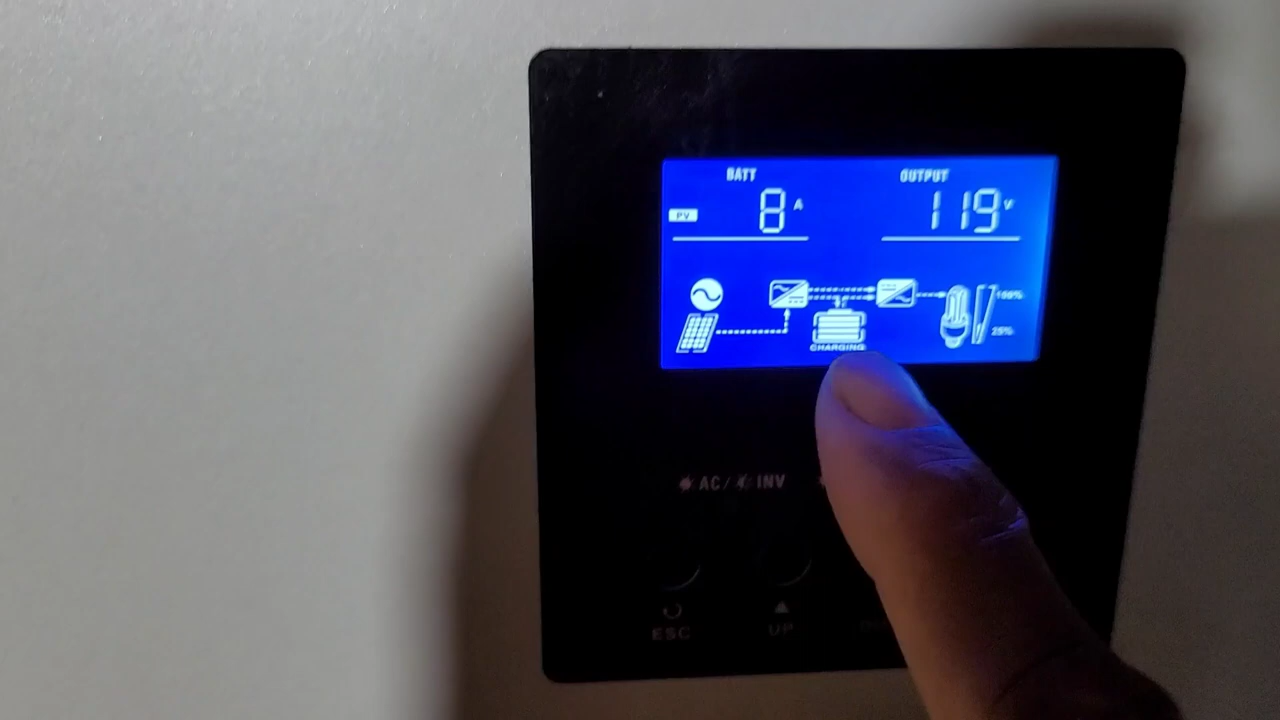 BATT OUTPUT
PV 8 A 119 V
100%
25%
CHARGING
AC / INV
ESC UP